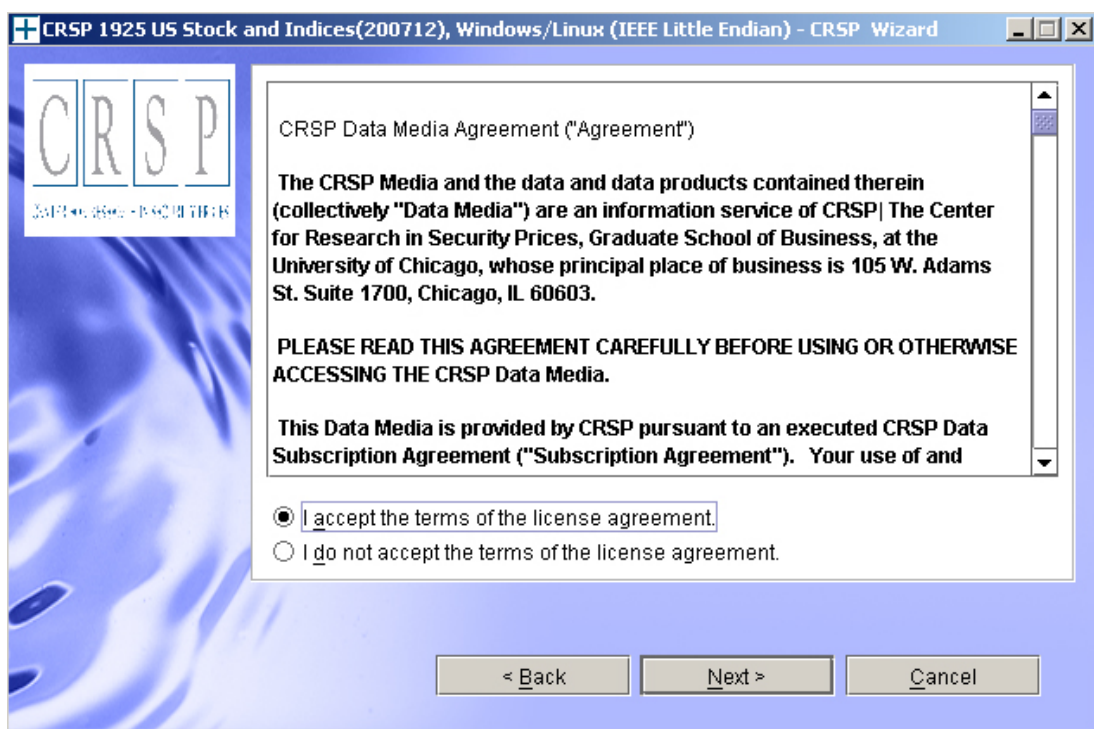 CRSP 1925 US Stock and Indices(200712), Windows/Linux (IEEE Little Endian) - CRSP Wizard
CRSP
CRSP Data Media Agreement ("Agreement")
The CRSP Media and the data and data products contained therein
(collectively "Data Media") are an information service of CRSP| The Center
for Research in Security Prices, Graduate School of Business, at the
University of Chicago, whose principal place of business is 105 W. Adams
St. Suite 1700, Chicago, IL 60603.
PLEASE READ THIS AGREEMENT CAREFULLY BEFORE USING OR OTHERWISE
ACCESSING THE CRSP Data Media.
This Data Media is provided by CRSP pursuant to an executed CRSP Data
Subscription Agreement ("Subscription Agreement"). Your use of and
I accept the terms of the license agreement.
I do not accept the terms of the license agreement.
< Back
Next >
Cancel